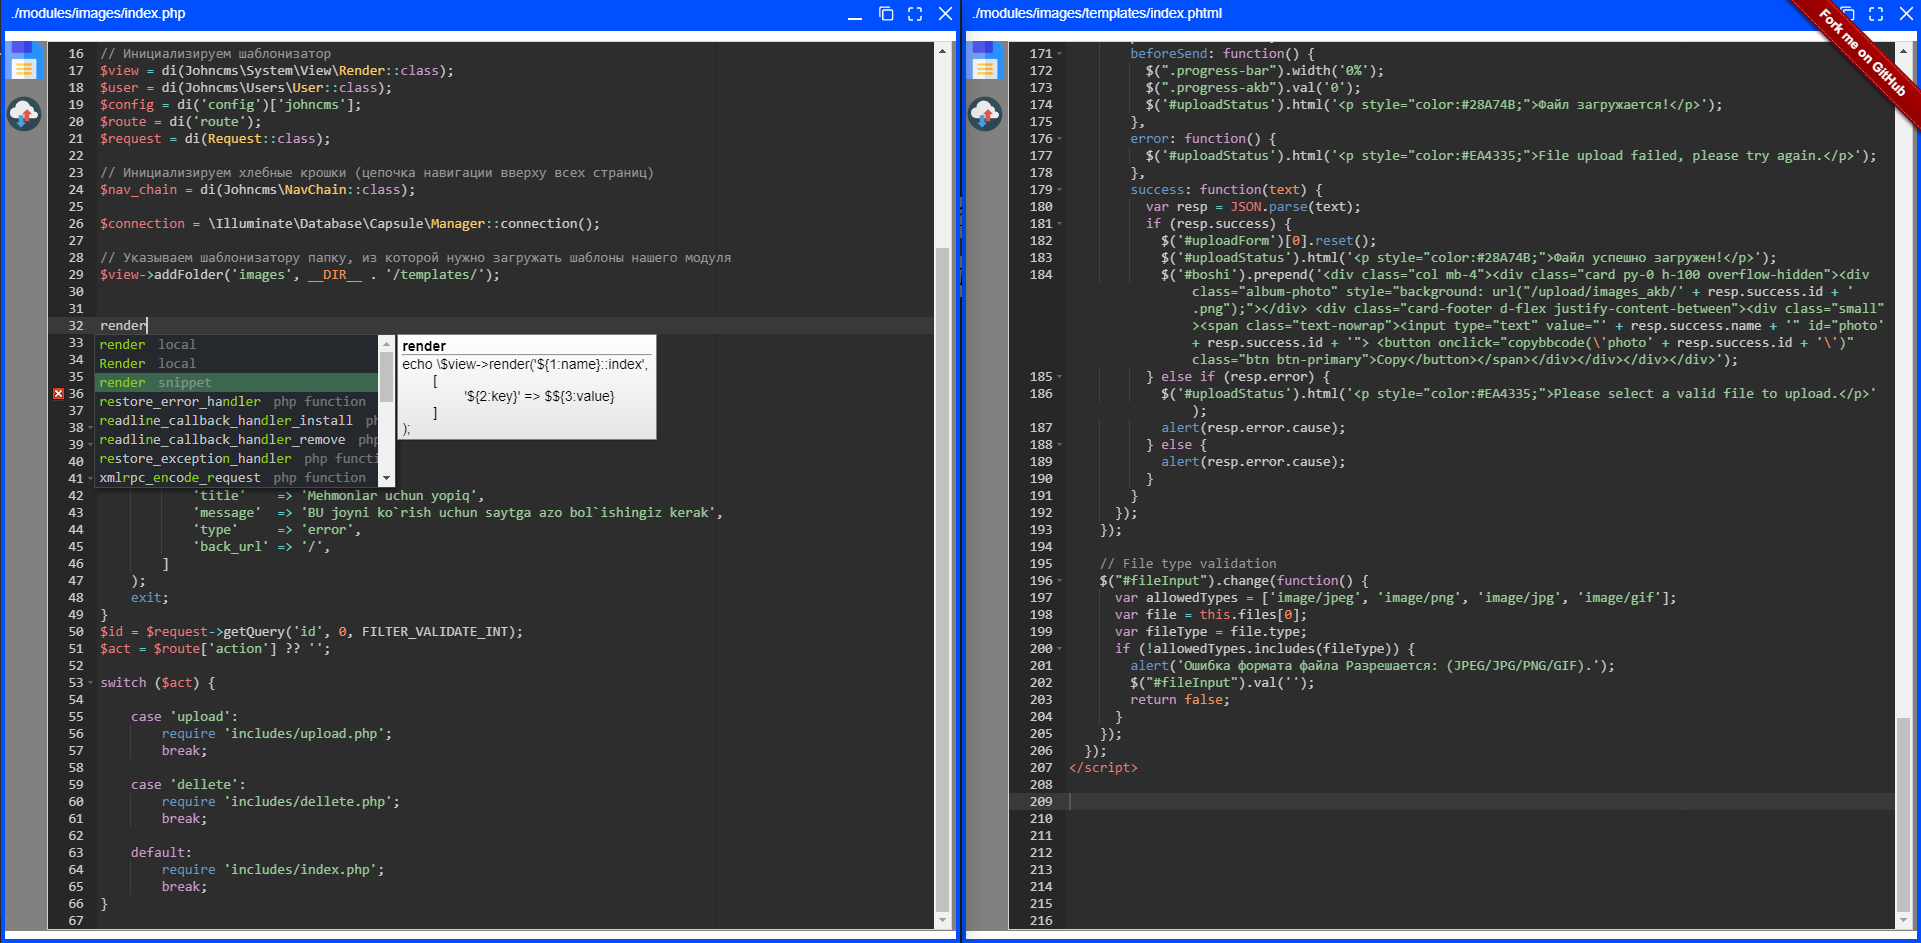 ./modules/images/index.php
16 // Инициализируем шаблонизатор
17 $view = di(Johncms\System\View\Render::class);
18 $user = di(Johncms\Users\User::class);
19 $config = di('config')['johncms'];
20 $route = di('route');
21 $request = di(Request::class);
22
23 // Инициализируем хлебные крошки (цепочка навигации вверху всех страниц)
24 $nav_chain = di(Johncms\NavChain::class);
25
26 $connection = \Illuminate\Database\Capsule\Manager::connection();
27
28 // Указываем шаблонизатору папку, из которой нужно загружать шаблоны нашего модуля
29 $view->addFolder('images', __DIR__ . '/templates/');
30
31
32 render
33
34
35
36
37
38
39
40
41
render local
Render local
render snippet
restore_error_handler php function
readline_callback_handler_install ph
readline_callback_handler_remove php
restore_exception_handler php functi
xmlrpc_encode_request php function
render
echo \$view->render('${1:name}::index',
[
'${2:key}' => $${3:value}
]
);
42 'title' => 'Mehmonlar uchun yopiq',
43 'message' => 'BU joyni ko`rish uchun saytga azo bol`ishingiz kerak',
44 'type' => 'error',
45 'back_url' => '/',
46 ]
47 );
48 exit;
49 }
50 $id = $request->getQuery('id', 0, FILTER_VALIDATE_INT);
51 $act = $route['action'] ?? '';
52
53 switch ($act) {
54
55 case 'upload':
56 require 'includes/upload.php';
57 break;
58
59 case 'dellete':
60 require 'includes/dellete.php';
61 break;
62
63 default:
64 require 'includes/index.php';
65 break;
66 }
67
./modules/images/templates/index.phtml
Fork me on GitHub
171 beforeSend: function() {
172 $(".progress-bar").width('0%');
173 $(".progress-akb").val('0');
174 $('#uploadStatus').html('<p style="color:#28A74B;">Файл загружается!</p>');
175 },
176 error: function() {
177 $('#uploadStatus').html('<p style="color:#EA4335;">File upload failed, please try again.</p>');
178 },
179 success: function(text) {
180 var resp = JSON.parse(text);
181 if (resp.success) {
182 $('#uploadForm')[0].reset();
183 $('#uploadStatus').html('<p style="color:#28A74B;">Файл успешно загружен!</p>');
184 $('#boshi').prepend('<div class="col mb-4"><div class="card py-0 h-100 overflow-hidden"><div
class="album-photo" style="background: url("/upload/images_akb/' + resp.success.id + '
.png");"></div> <div class="card-footer d-flex justify-content-between"><div class="small"
><span class="text-nowrap"><input type="text" value="' + resp.success.name + '" id="photo'
+ resp.success.id + '"> <button onclick="copybbcode(\'photo' + resp.success.id + '\')"
class="btn btn-primary">Copy</button></span></div></div></div></div>');
185 } else if (resp.error) {
186 $('#uploadStatus').html('<p style="color:#EA4335;">Please select a valid file to upload.</p>'
);
187 alert(resp.error.cause);
188 } else {
189 alert(resp.error.cause);
190 }
191 }
192 });
193 });
194
195 // File type validation
196 $("#fileInput").change(function() {
197 var allowedTypes = ['image/jpeg', 'image/png', 'image/jpg', 'image/gif'];
198 var file = this.files[0];
199 var fileType = file.type;
200 if (!allowedTypes.includes(fileType)) {
201 alert('Ошибка формата файла Разрешается: (JPEG/JPG/PNG/GIF).');
202 $("#fileInput").val('');
203 return false;
204 }
205 });
206 });
207 </script>
208
209
210
211
212
213
214
215
216